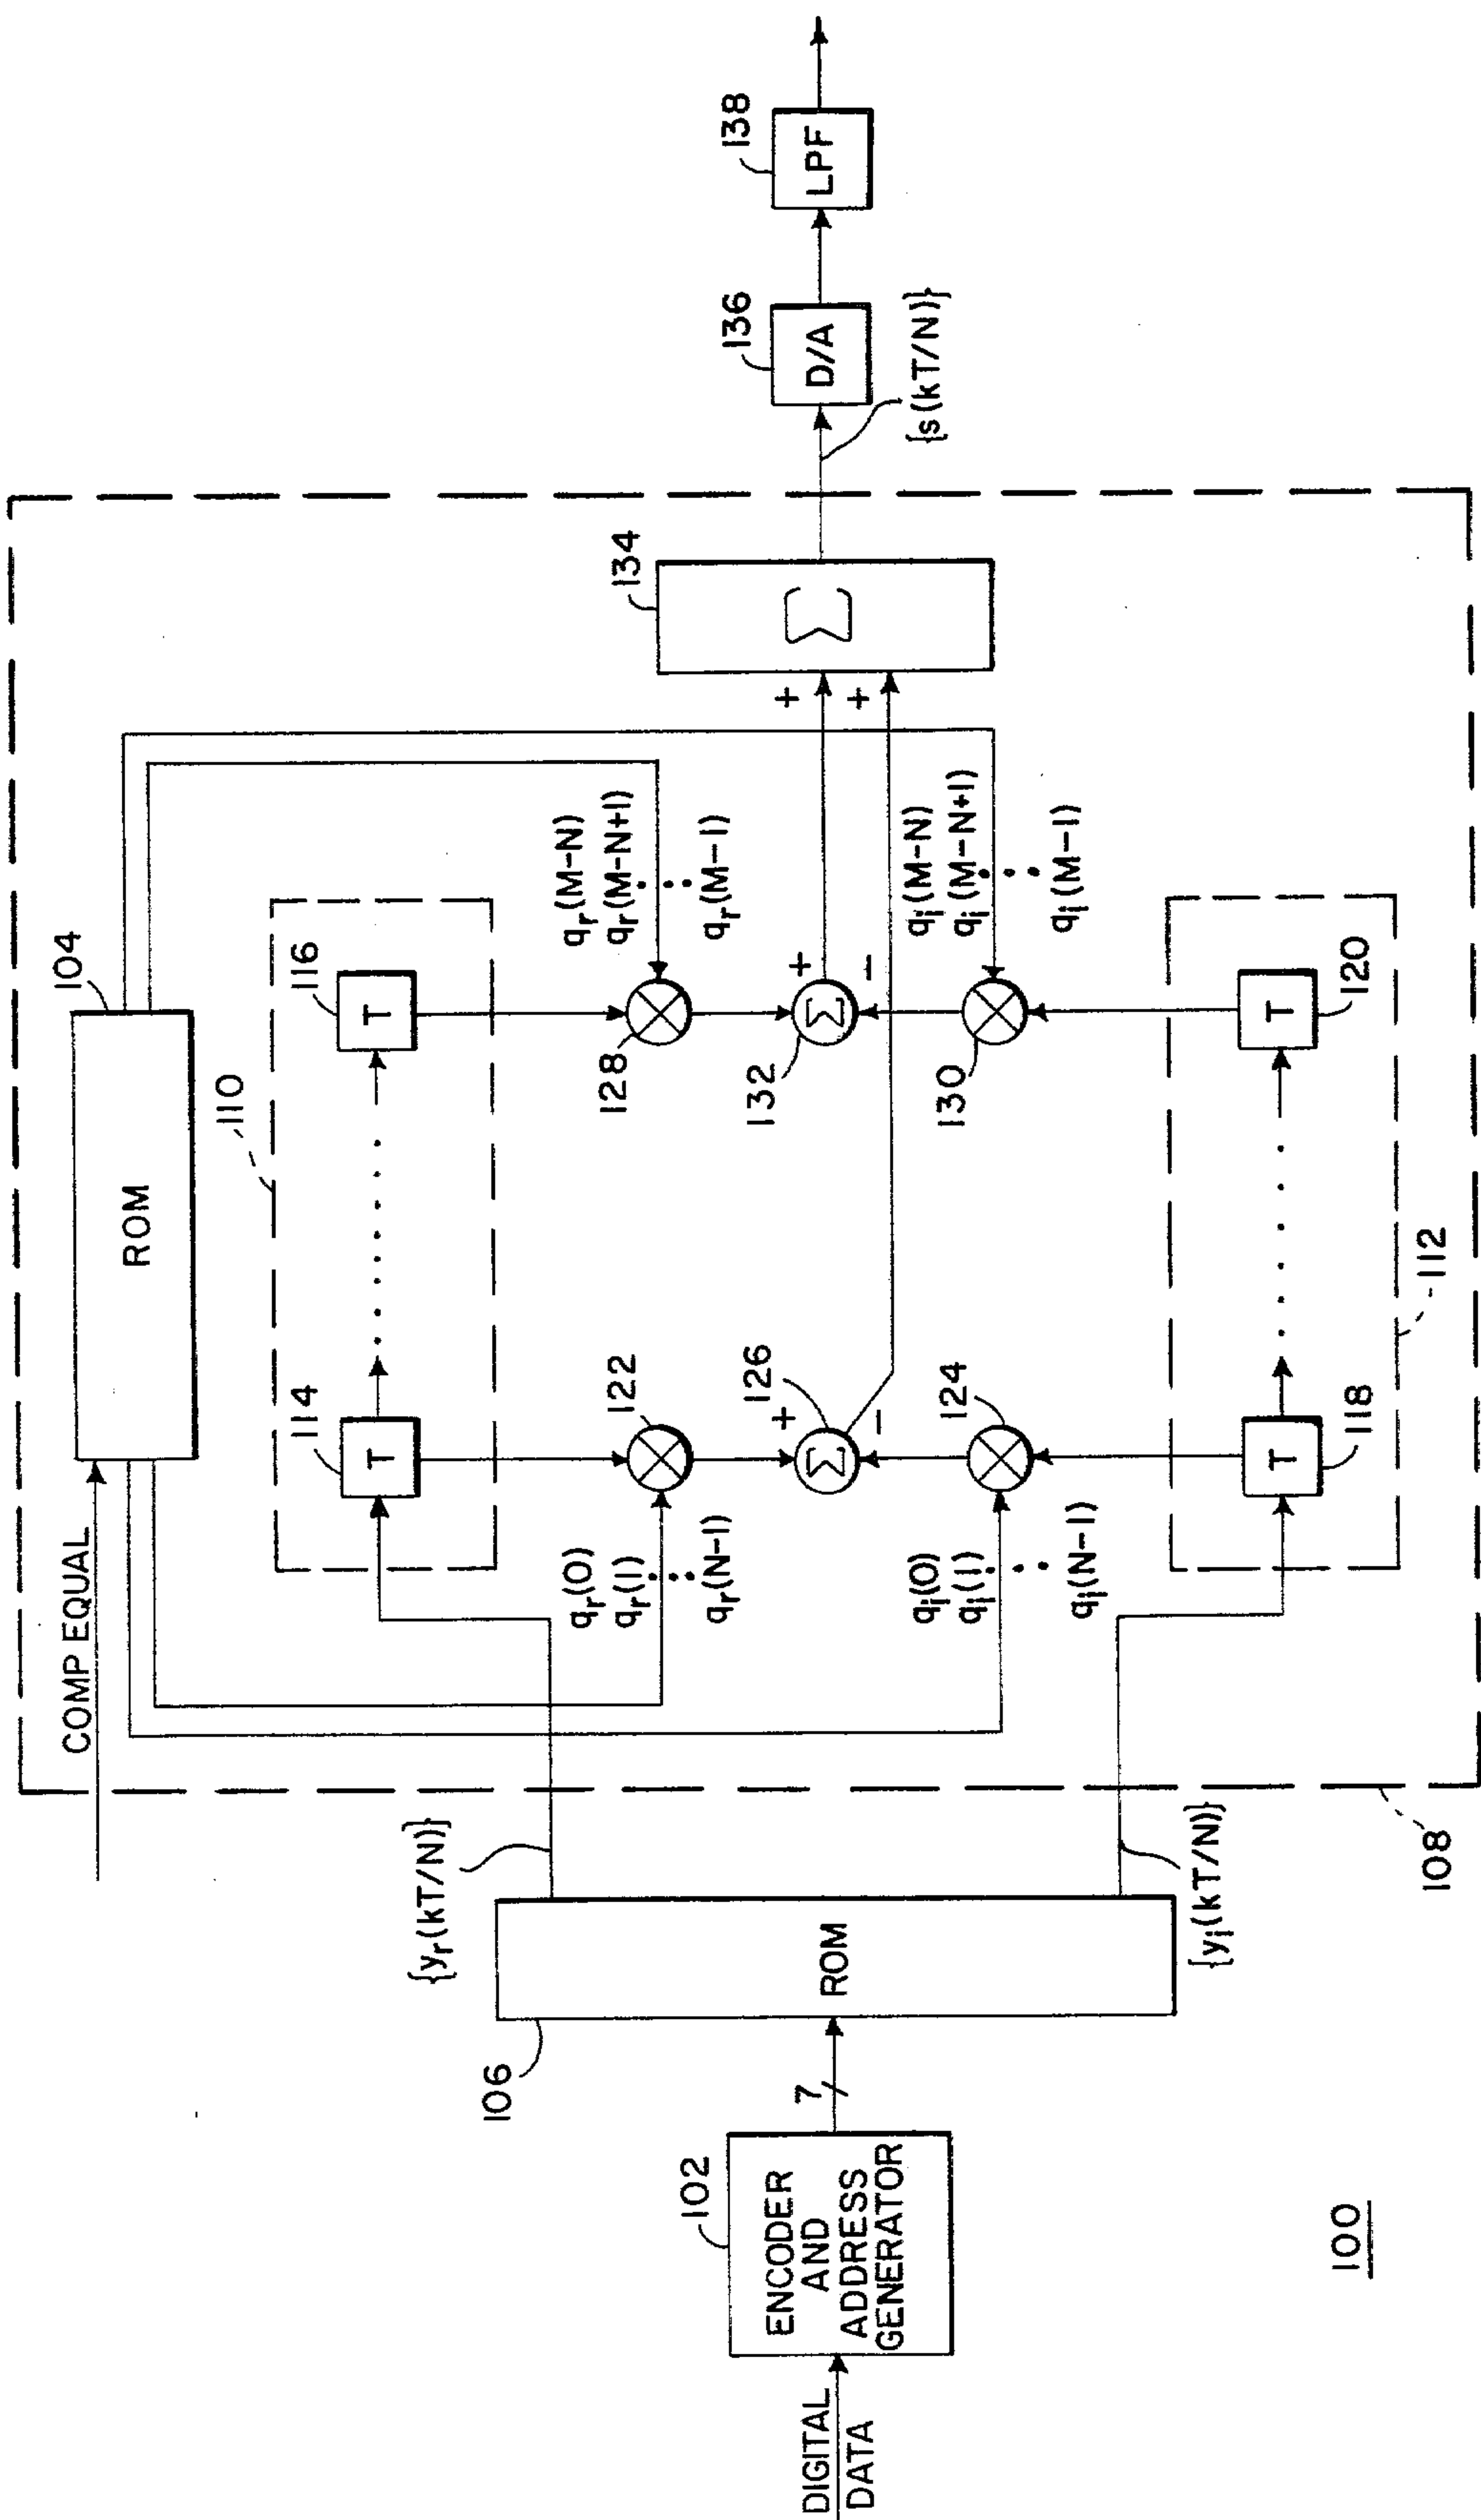 DIGITAL
DATA
102
ENCODER
AND
ADDRESS
GENERATOR
7
106
ROM
{yr(kT/N)}
{yi(kT/N)}
108
COMP EQUAL
104
ROM
110
114
T
116
T
qr(0)
qr(1)
qr(N-1)
122
126
+
Σ
-
124
qi(0)
qi(1)
qi(N-1)
qr(M-N)
qr(M-N+1)
qr(M-1)
128
132
+
Σ
-
130
qi(M-N)
qi(M-N+1)
qi(M-1)
118
T
120
T
112
134
Σ
+
+
{s(kT/N)}
136
D/A
138
LPF
100